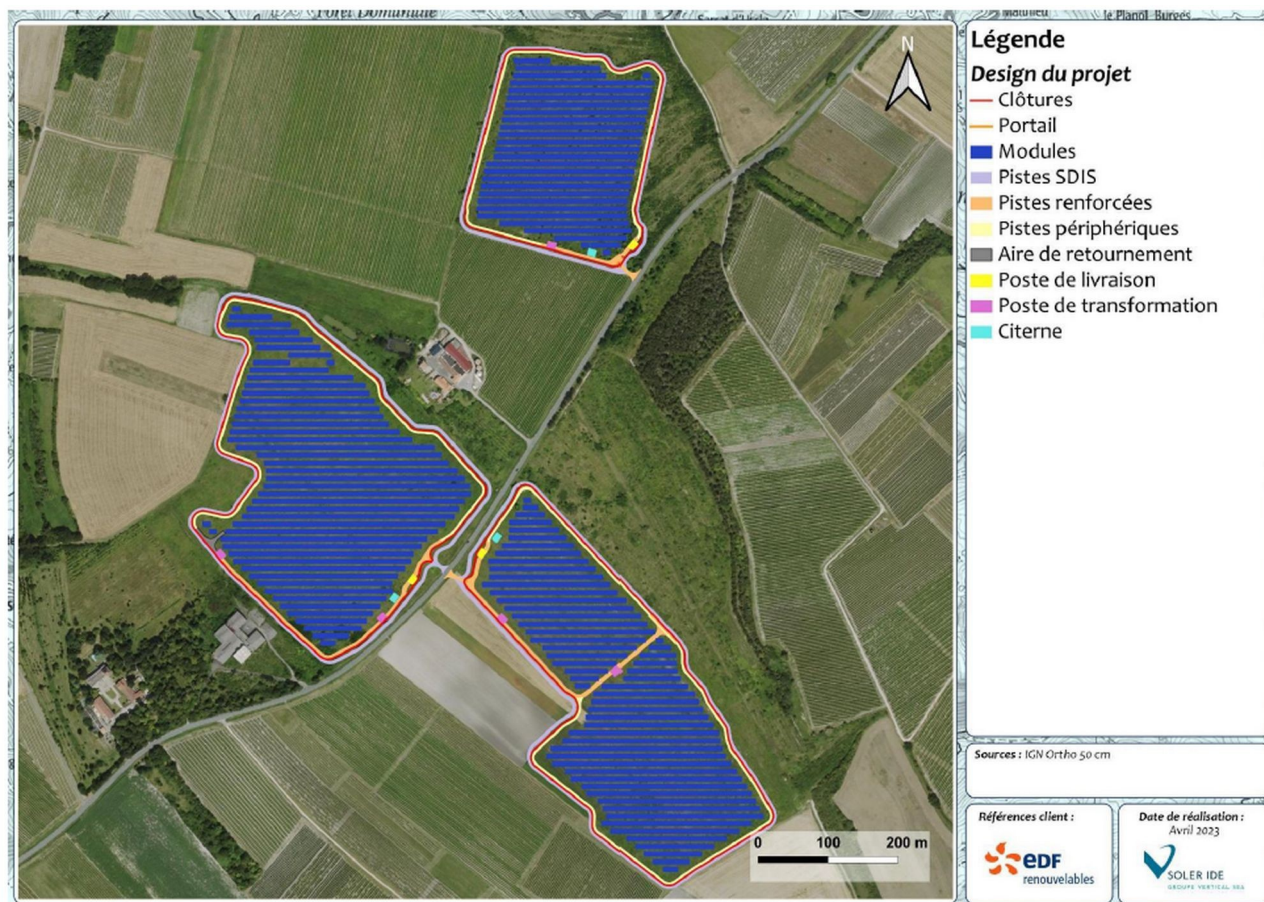 le Planol Burgès
N
Légende
Design du projet
Clôtures
Portail
Modules
Pistes SDIS
Pistes renforcées
Pistes périphériques
Aire de retournement
Poste de livraison
Poste de transformation
Citerne
0 100 200 m
Sources : IGN Ortho 50 cm
Références client :
eDF
renouvelables
Date de réalisation :
Avril 2023
SOLER IDE